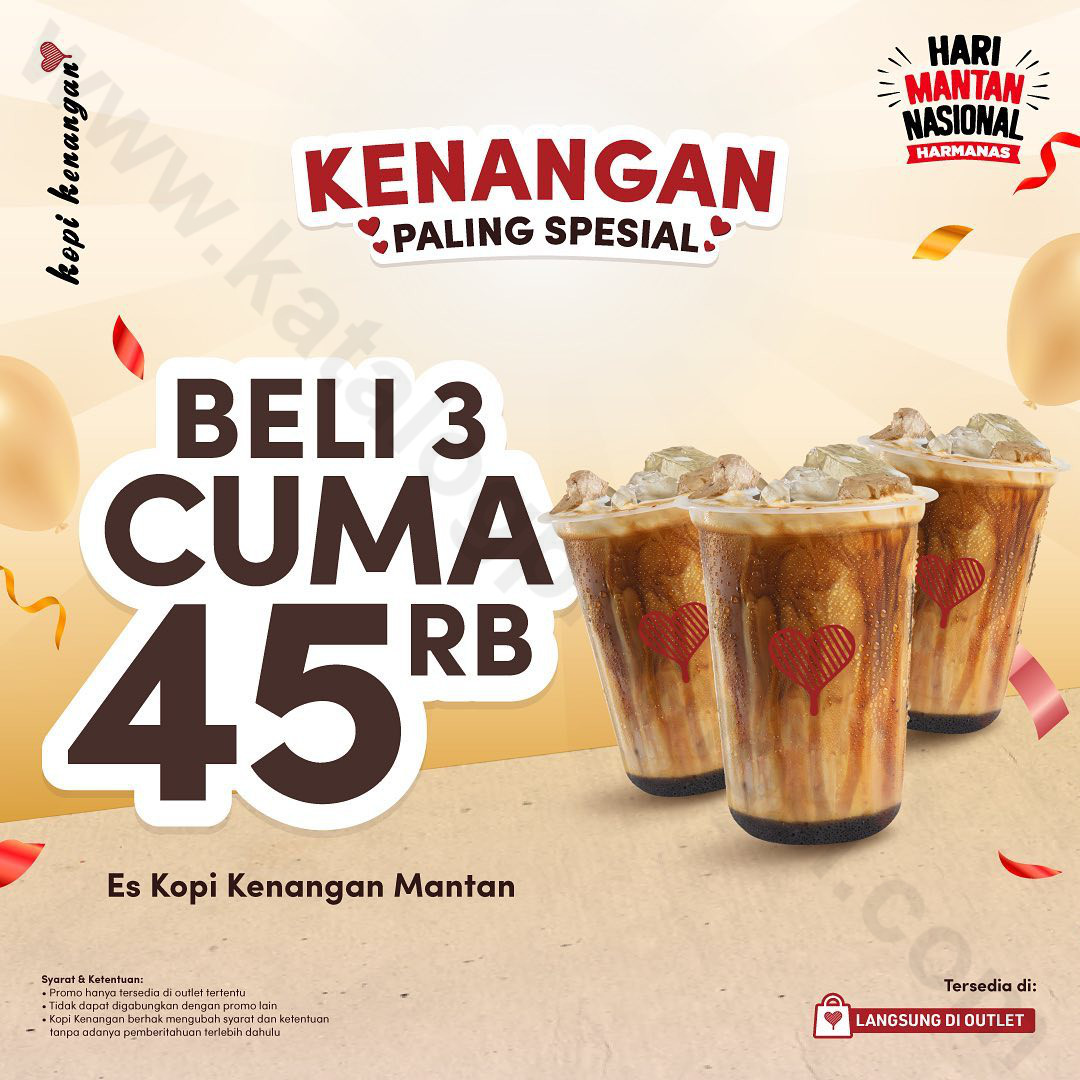 kopi kenangan
HARI
MANTAN
NASIONAL
HARMANAS
KENANGAN
PALING SPESIAL
BELI 3
CUMA
45 RB
Es Kopi Kenangan Mantan
Syarat & Ketentuan:
• Promo hanya tersedia di outlet tertentu
• Tidak dapat digabungkan dengan promo lain
• Kopi Kenangan berhak mengubah syarat dan ketentuan
tanpa adanya pemberitahuan terlebih dahulu
Tersedia di:
LANGSUNG DI OUTLET